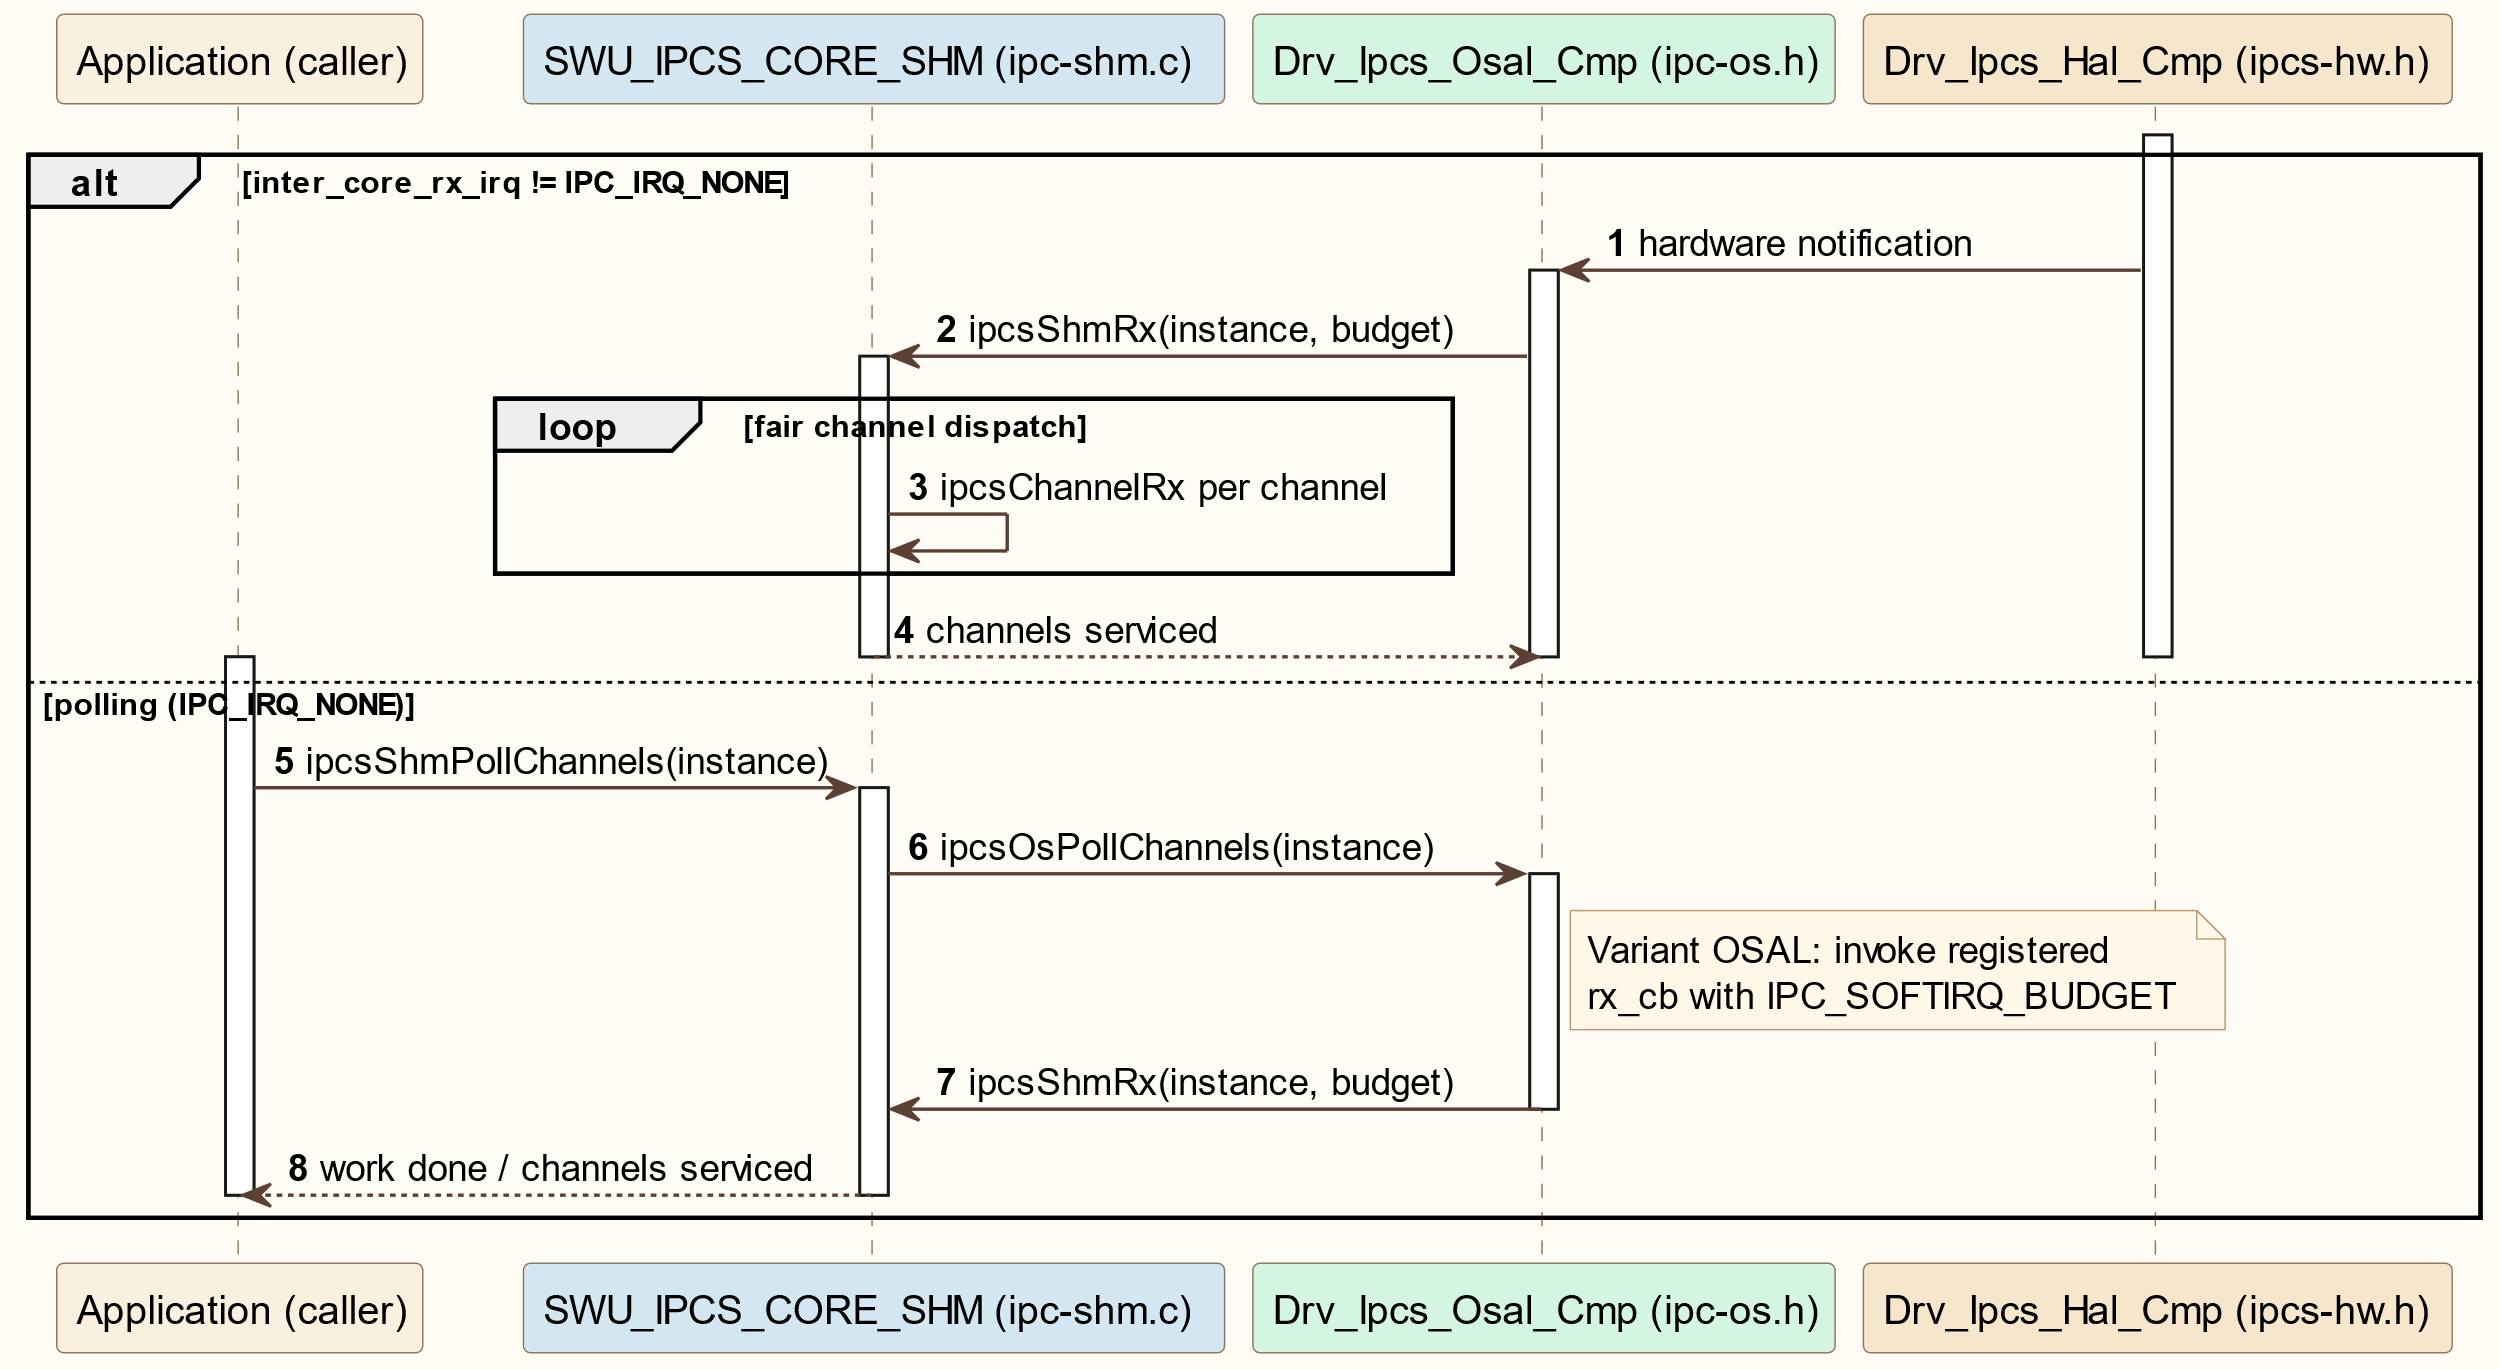 Application (caller)
SWU_IPCS_CORE_SHM (ipc-shm.c)
Drv_Ipcs_Osal_Cmp (ipc-os.h)
Drv_Ipcs_Hal_Cmp (ipcs-hw.h)
alt
[inter_core_rx_irq != IPC_IRQ_NONE]
1 hardware notification
2 ipcsShmRx(instance, budget)
loop
[fair channel dispatch]
3 ipcsChannelRx per channel
4 channels serviced
[polling (IPC_IRQ_NONE)]
5 ipcsShmPollChannels(instance)
6 ipcsOsPollChannels(instance)
Variant OSAL: invoke registered
rx_cb with IPC_SOFTIRQ_BUDGET
7 ipcsShmRx(instance, budget)
8 work done / channels serviced
Application (caller)
SWU_IPCS_CORE_SHM (ipc-shm.c)
Drv_Ipcs_Osal_Cmp (ipc-os.h)
Drv_Ipcs_Hal_Cmp (ipcs-hw.h)